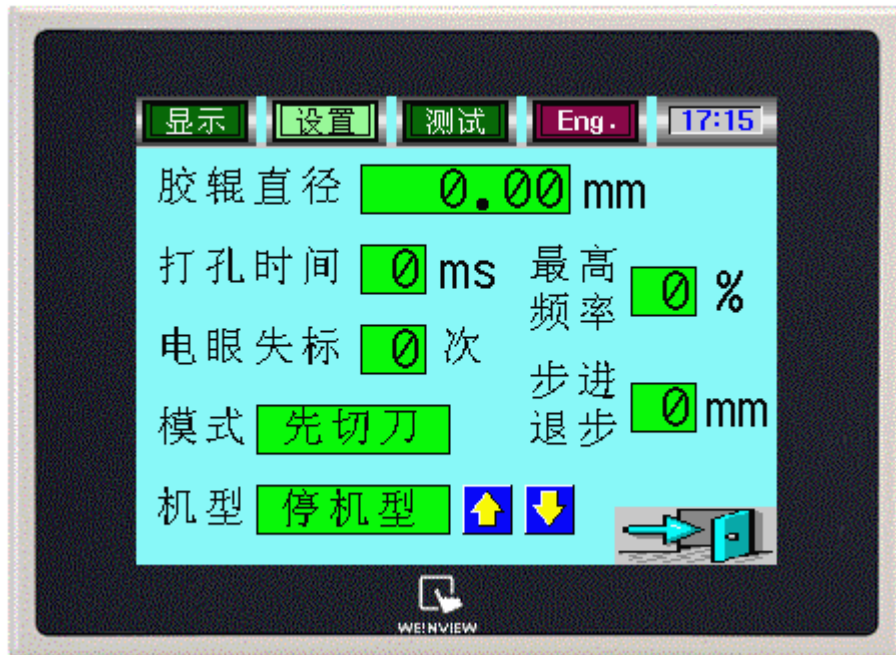 显示 设置 测试 Eng. 17:15
胶辊直径 0.00 mm
打孔时间 0 ms
最高频率 0 %
电眼失标 0 次
步进退步 0 mm
模式 先切刀
机型 停机型
WEINVIEW